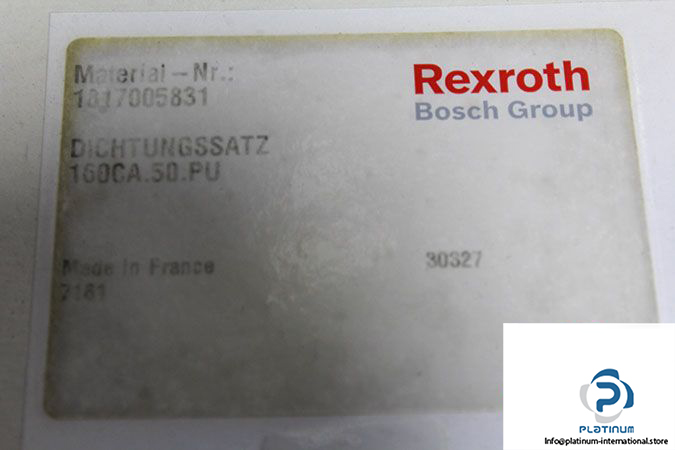 Material - Nr.:
1817005831
Rexroth
Bosch Group
DICHTUNGSSATZ
160CA.50.PU
Made in France
7161
30327
PLATINUM
Info@platinum-international.store